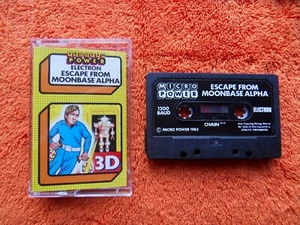 MICRO
POWER
ELECTRON
ESCAPE FROM
MOONBASE ALPHA
3D
MICRO
POWER
ESCAPE FROM
MOONBASE ALPHA
1200
BAUD
ELECTRON
CHAIN""
© MICRO POWER 1983